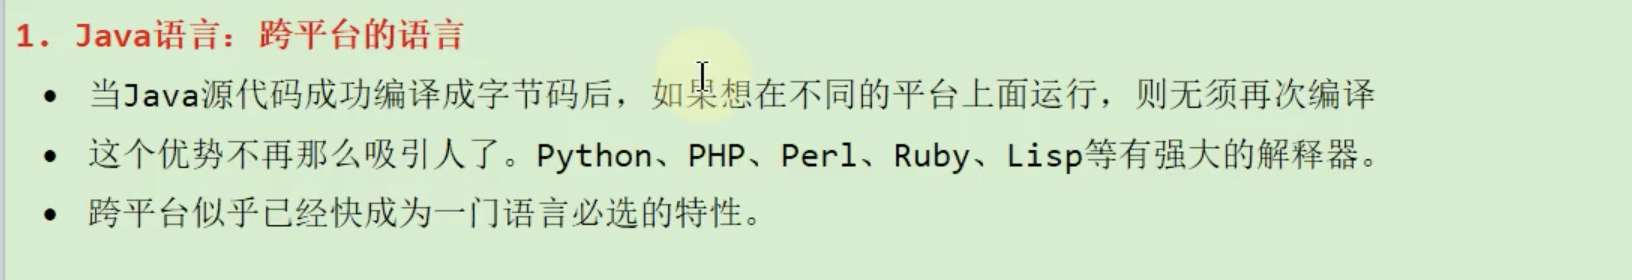 1. Java语言：跨平台的语言
• 当Java源代码成功编译成字节码后，如果想在不同的平台上面运行，则无须再次编译
• 这个优势不再那么吸引人了。Python、PHP、Perl、Ruby、Lisp等有强大的解释器。
• 跨平台似乎已经快成为一门语言必选的特性。